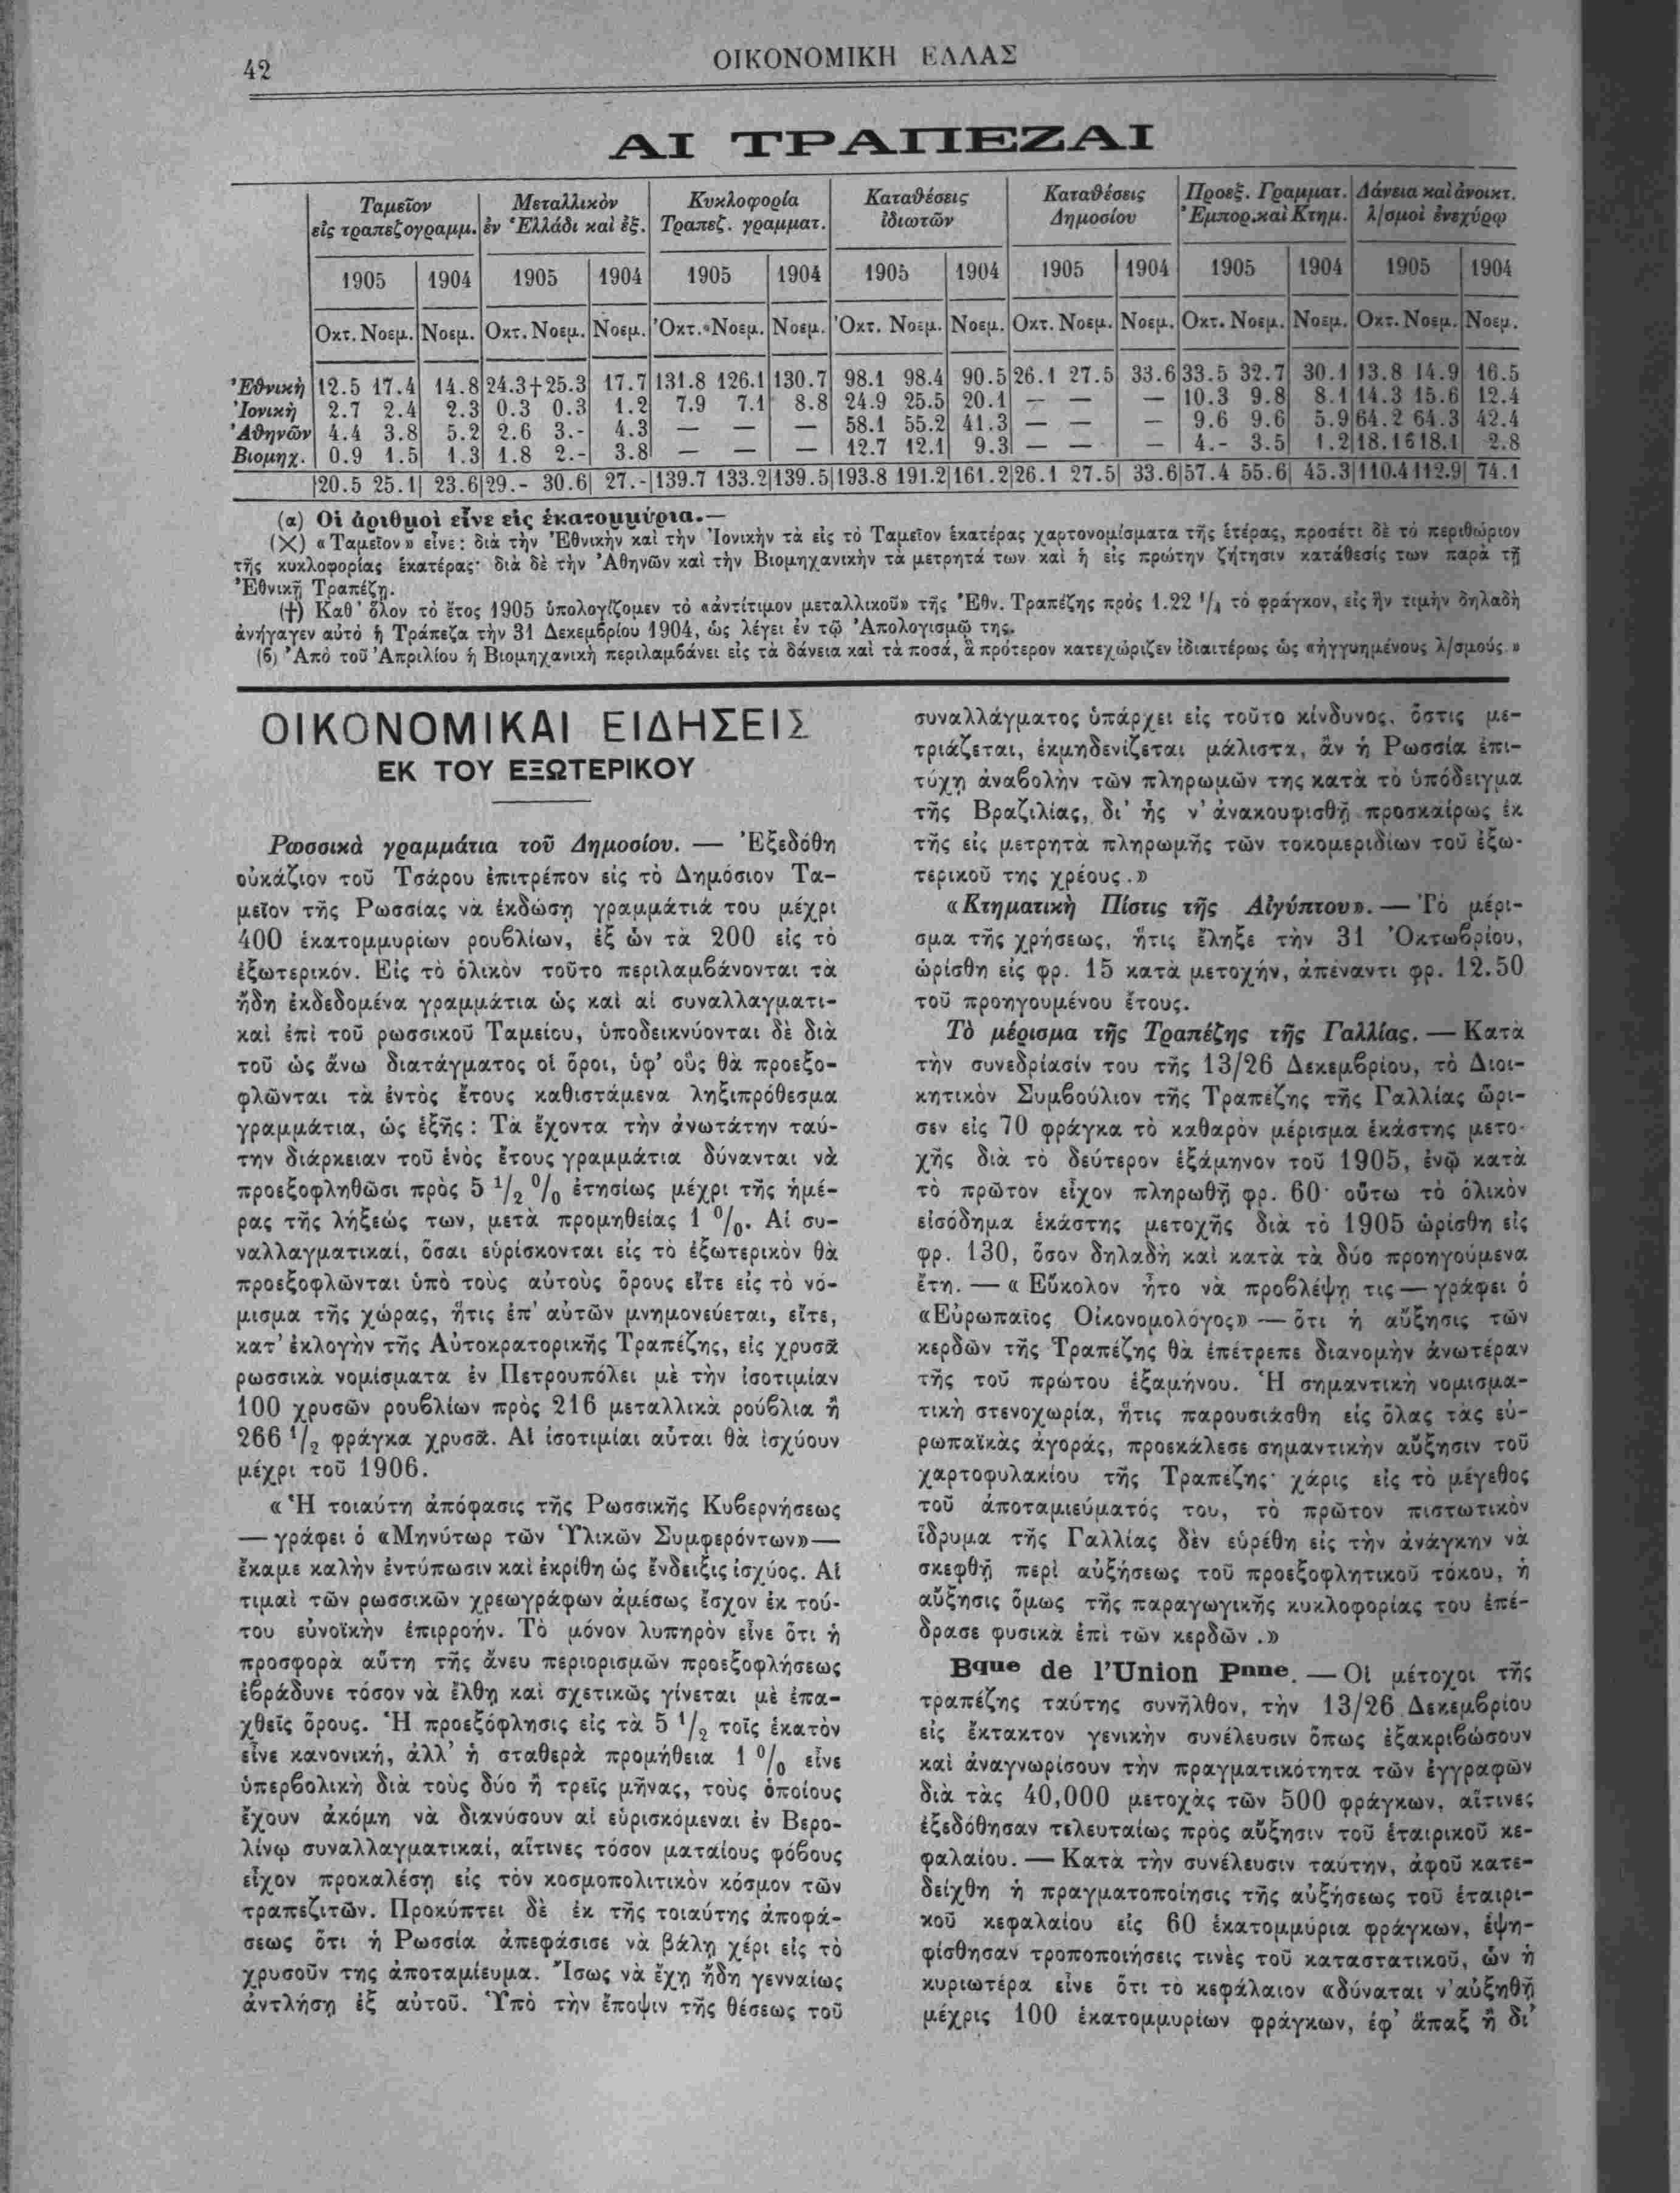 42
ΟΙΚΟΝΟΜΙΚΗ ΕΛΛΑΣ
ΑΙ ΤΡΑΠΕΖΑΙ
Ταμεῖον Μεταλλικὸν Κυκλοφορία Καταθέσεις Καταθέσεις Προεξ. Γραμματ. Δάνεια καὶ ἀνοικτ.
εἰς τραπεζογραμμ. ἐν Ἑλλάδι καὶ ἐξ. Τραπεζ. γραμματ. ἰδιωτῶν Δημοσίου Ἐμπορ. καὶ Κτημ. λ/σμοὶ ἐνεχύρῳ
1905 1904 1905 1904 1905 1904 1905 1904 1905 1904 1905 1904 1905 1904
Οκτ. Νοεμ. Νοεμ. Οκτ. Νοεμ. Νοεμ. Ὀκτ. Νοεμ. Νοεμ. Ὀκτ. Νοεμ. Νοεμ. Οκτ. Νοεμ. Νοεμ. Οκτ. Νοεμ. Νοεμ. Οκτ. Νοεμ. Νοεμ.
Ἐθνικὴ 12.5 17.4 14.8 24.3 † 25.3 17.7 131.8 126.1 130.7 98.1 98.4 90.5 26.1 27.5 33.6 33.5 32.7 30.1 13.8 14.9 16.5
Ἰονικὴ 2.7 2.4 2.3 0.3 0.3 1.2 7.9 7.1 8.8 24.9 25.5 20.1 — — — 10.3 9.8 8.1 14.3 15.6 12.4
Ἀθηνῶν 4.4 3.8 5.2 2.6 3.- 4.3 — — — 58.1 55.2 41.3 — — — 9.6 9.6 5.9 64.2 64.3 42.4
Βιομηχ. 0.9 1.5 1.3 1.8 2.- 3.8 — — — 12.7 12.1 9.3 — — — 4.- 3.5 1.2 18.1 618.1 2.8
20.5 25.1 23.6 29.- 30.6 27.- 139.7 133.2 139.5 193.8 191.2 161.2 26.1 27.5 33.6 57.4 55.6 45.3 110.4 112.9 74.1
(α) Οἱ ἀριθμοὶ εἶνε εἰς ἑκατομμύρια.—
(Χ) «Ταμεῖον» εἶνε: διὰ τὴν Ἐθνικὴν καὶ τὴν Ἰονικὴν τὰ εἰς τὸ Ταμεῖον ἑκατέρας χαρτονομίσματα τῆς ἑτέρας, προσέτι δὲ τὸ περιθώριον
τῆς κυκλοφορίας ἑκατέρας· διὰ δὲ τὴν Ἀθηνῶν καὶ τὴν Βιομηχανικὴν τὰ μετρητά των καὶ ἡ εἰς πρώτην ζήτησιν κατάθεσίς των παρὰ τῇ
Ἐθνικῇ Τραπέζῃ.
(†) Καθ' ὅλον τὸ ἔτος 1905 ὑπολογίζομεν τὸ «ἀντίτιμον μεταλλικοῦ» τῆς Ἐθν. Τραπέζης πρὸς 1.22 1/4 τὸ φράγκον, εἰς ἣν τιμὴν δηλαδὴ
ἀνήγαγεν αὐτὸ ἡ Τράπεζα τὴν 31 Δεκεμβρίου 1904, ὡς λέγει ἐν τῷ Ἀπολογισμῷ της.
(β) Ἀπὸ τοῦ Ἀπριλίου ἡ Βιομηχανικὴ περιλαμβάνει εἰς τὰ δάνεια καὶ τὰ ποσά, ἃ πρότερον κατεχώριζεν ἰδιαιτέρως ὡς «ἠγγυημένους λ/σμούς.»
ΟΙΚΟΝΟΜΙΚΑΙ ΕΙΔΗΣΕΙΣ
ΕΚ ΤΟΥ ΕΞΩΤΕΡΙΚΟΥ
Ρωσσικὰ γραμμάτια τοῦ Δημοσίου. — Ἐξεδόθη
οὐκάζιον τοῦ Τσάρου ἐπιτρέπον εἰς τὸ Δημόσιον Τα-
μεῖον τῆς Ρωσσίας νὰ ἐκδώσῃ γραμμάτιά του μέχρι
400 ἑκατομμυρίων ρουβλίων, ἐξ ὧν τὰ 200 εἰς τὸ
ἐξωτερικόν. Εἰς τὸ ὁλικὸν τοῦτο περιλαμβάνονται τὰ
ἤδη ἐκδεδομένα γραμμάτια ὡς καὶ αἱ συναλλαγματι-
καὶ ἐπὶ τοῦ ρωσσικοῦ Ταμείου, ὑποδεικνύονται δὲ διὰ
τοῦ ὡς ἄνω διατάγματος οἱ ὅροι, ὑφ' οὓς θὰ προεξο-
φλῶνται τὰ ἐντὸς ἔτους καθιστάμενα ληξιπρόθεσμα
γραμμάτια, ὡς ἑξῆς: Τὰ ἔχοντα τὴν ἀνωτάτην ταύ-
την διάρκειαν τοῦ ἑνὸς ἔτους γραμμάτια δύνανται νὰ
προεξοφληθῶσι πρὸς 5 1/2 0/0 ἐτησίως μέχρι τῆς ἡμέ-
ρας τῆς λήξεώς των, μετὰ προμηθείας 1 0/0. Αἱ συ-
ναλλαγματικαί, ὅσαι εὑρίσκονται εἰς τὸ ἐξωτερικὸν θὰ
προεξοφλῶνται ὑπὸ τοὺς αὐτοὺς ὅρους εἴτε εἰς τὸ νό-
μισμα τῆς χώρας, ἥτις ἐπ' αὐτῶν μνημονεύεται, εἴτε,
κατ' ἐκλογὴν τῆς Αὐτοκρατορικῆς Τραπέζης, εἰς χρυσᾶ
ρωσσικὰ νομίσματα ἐν Πετρουπόλει μὲ τὴν ἰσοτιμίαν
100 χρυσῶν ρουβλίων πρὸς 216 μεταλλικὰ ρούβλια ἢ
266 1/2 φράγκα χρυσᾶ. Αἱ ἰσοτιμίαι αὗται θὰ ἰσχύουν
μέχρι τοῦ 1906.
«Ἡ τοιαύτη ἀπόφασις τῆς Ρωσσικῆς Κυβερνήσεως
— γράφει ὁ «Μηνύτωρ τῶν Ὑλικῶν Συμφερόντων»—
ἔκαμε καλὴν ἐντύπωσιν καὶ ἐκρίθη ὡς ἔνδειξις ἰσχύος. Αἱ
τιμαὶ τῶν ρωσσικῶν χρεωγράφων ἀμέσως ἔσχον ἐκ τού-
του εὐνοϊκὴν ἐπιρροήν. Τὸ μόνον λυπηρὸν εἶνε ὅτι ἡ
προσφορὰ αὕτη τῆς ἄνευ περιορισμῶν προεξοφλήσεως
ἐβράδυνε τόσον νὰ ἔλθῃ καὶ σχετικῶς γίνεται μὲ ἐπα-
χθεῖς ὅρους. Ἡ προεξόφλησις εἰς τὰ 5 1/2 τοῖς ἑκατὸν
εἶνε κανονική, ἀλλ' ἡ σταθερὰ προμήθεια 1 0/0 εἶνε
ὑπερβολικὴ διὰ τοὺς δύο ἢ τρεῖς μῆνας, τοὺς ὁποίους
ἔχουν ἀκόμη νὰ διανύσουν αἱ εὑρισκόμεναι ἐν Βερο-
λίνῳ συναλλαγματικαί, αἵτινες τόσον ματαίους φόβους
εἶχον προκαλέσῃ εἰς τὸν κοσμοπολιτικὸν κόσμον τῶν
τραπεζιτῶν. Προκύπτει δὲ ἐκ τῆς τοιαύτης ἀποφά-
σεως ὅτι ἡ Ρωσσία ἀπεφάσισε νὰ βάλῃ χέρι εἰς τὸ
χρυσοῦν της ἀποταμίευμα. Ἴσως νὰ ἔχῃ ἤδη γενναίως
ἀντλήσῃ ἐξ αὐτοῦ. Ὑπὸ τὴν ἔποψιν τῆς θέσεως τοῦ
συναλλάγματος ὑπάρχει εἰς τοῦτο κίνδυνος, ὅστις με-
τριάζεται, ἐκμηδενίζεται μάλιστα, ἂν ἡ Ρωσσία ἐπι-
τύχῃ ἀναβολὴν τῶν πληρωμῶν της κατὰ τὸ ὑπόδειγμα
τῆς Βραζιλίας, δι' ἧς ν' ἀνακουφισθῇ προσκαίρως ἐκ
τῆς εἰς μετρητὰ πληρωμῆς τῶν τοκομεριδίων τοῦ ἐξω-
τερικοῦ της χρέους.»
«Κτηματικὴ Πίστις τῆς Αἰγύπτου». — Τὸ μέρι-
σμα τῆς χρήσεως, ἥτις ἔληξε τὴν 31 Ὀκτωβρίου,
ὡρίσθη εἰς φρ. 15 κατὰ μετοχήν, ἀπέναντι φρ. 12.50
τοῦ προηγουμένου ἔτους.
Τὸ μέρισμα τῆς Τραπέζης τῆς Γαλλίας. — Κατὰ
τὴν συνεδρίασίν του τῆς 13/26 Δεκεμβρίου, τὸ Διοι-
κητικὸν Συμβούλιον τῆς Τραπέζης τῆς Γαλλίας ὥρι-
σεν εἰς 70 φράγκα τὸ καθαρὸν μέρισμα ἑκάστης μετο-
χῆς διὰ τὸ δεύτερον ἑξάμηνον τοῦ 1905, ἐνῷ κατὰ
τὸ πρῶτον εἶχον πληρωθῇ φρ. 60· οὕτω τὸ ὁλικὸν
εἰσόδημα ἑκάστης μετοχῆς διὰ τὸ 1905 ὡρίσθη εἰς
φρ. 130, ὅσον δηλαδὴ καὶ κατὰ τὰ δύο προηγούμενα
ἔτη. — «Εὔκολον ἦτο νὰ προβλέψῃ τις — γράφει ὁ
«Εὐρωπαῖος Οἰκονομολόγος» — ὅτι ἡ αὔξησις τῶν
κερδῶν τῆς Τραπέζης θὰ ἐπέτρεπε διανομὴν ἀνωτέραν
τῆς τοῦ πρώτου ἑξαμήνου. Ἡ σημαντικὴ νομισμα-
τικὴ στενοχωρία, ἥτις παρουσιάσθη εἰς ὅλας τὰς εὐ-
ρωπαϊκὰς ἀγοράς, προεκάλεσε σημαντικὴν αὔξησιν τοῦ
χαρτοφυλακίου τῆς Τραπέζης· χάρις εἰς τὸ μέγεθος
τοῦ ἀποταμιεύματός του, τὸ πρῶτον πιστωτικὸν
ἵδρυμα τῆς Γαλλίας δὲν εὑρέθη εἰς τὴν ἀνάγκην νὰ
σκεφθῇ περὶ αὐξήσεως τοῦ προεξοφλητικοῦ τόκου, ἡ
αὔξησις ὅμως τῆς παραγωγικῆς κυκλοφορίας του ἐπέ-
δρασε φυσικὰ ἐπὶ τῶν κερδῶν.»
Bque de l'Union Pnne. — Οἱ μέτοχοι τῆς
τραπέζης ταύτης συνῆλθον, τὴν 13/26 Δεκεμβρίου
εἰς ἔκτακτον γενικὴν συνέλευσιν ὅπως ἐξακριβώσουν
καὶ ἀναγνωρίσουν τὴν πραγματικότητα τῶν ἐγγραφῶν
διὰ τὰς 40,000 μετοχὰς τῶν 500 φράγκων, αἵτινες
ἐξεδόθησαν τελευταίως πρὸς αὔξησιν τοῦ ἑταιρικοῦ κε-
φαλαίου. — Κατὰ τὴν συνέλευσιν ταύτην, ἀφοῦ κατε-
δείχθη ἡ πραγματοποίησις τῆς αὐξήσεως τοῦ ἑταιρι-
κοῦ κεφαλαίου εἰς 60 ἑκατομμύρια φράγκων, ἐψη-
φίσθησαν τροποποιήσεις τινὲς τοῦ καταστατικοῦ, ὧν ἡ
κυριωτέρα εἶνε ὅτι τὸ κεφάλαιον «δύναται ν' αὐξηθῇ
μέχρις 100 ἑκατομμυρίων φράγκων, ἐφ' ἅπαξ ἢ δι'